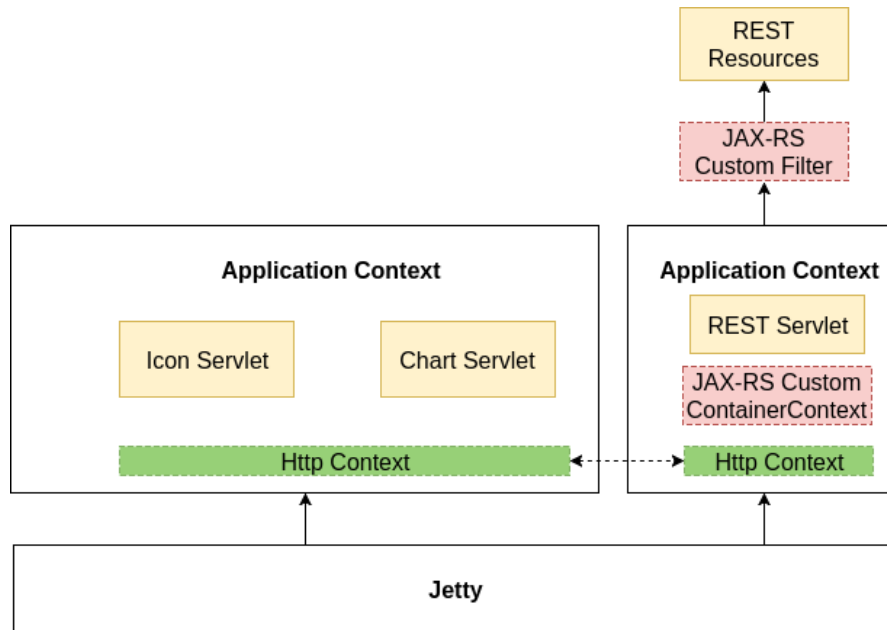 REST
Resources
JAX-RS
Custom Filter
Application Context
Application Context
Icon Servlet
Chart Servlet
REST Servlet
JAX-RS Custom
ContainerContext
Http Context
Http Context
Jetty